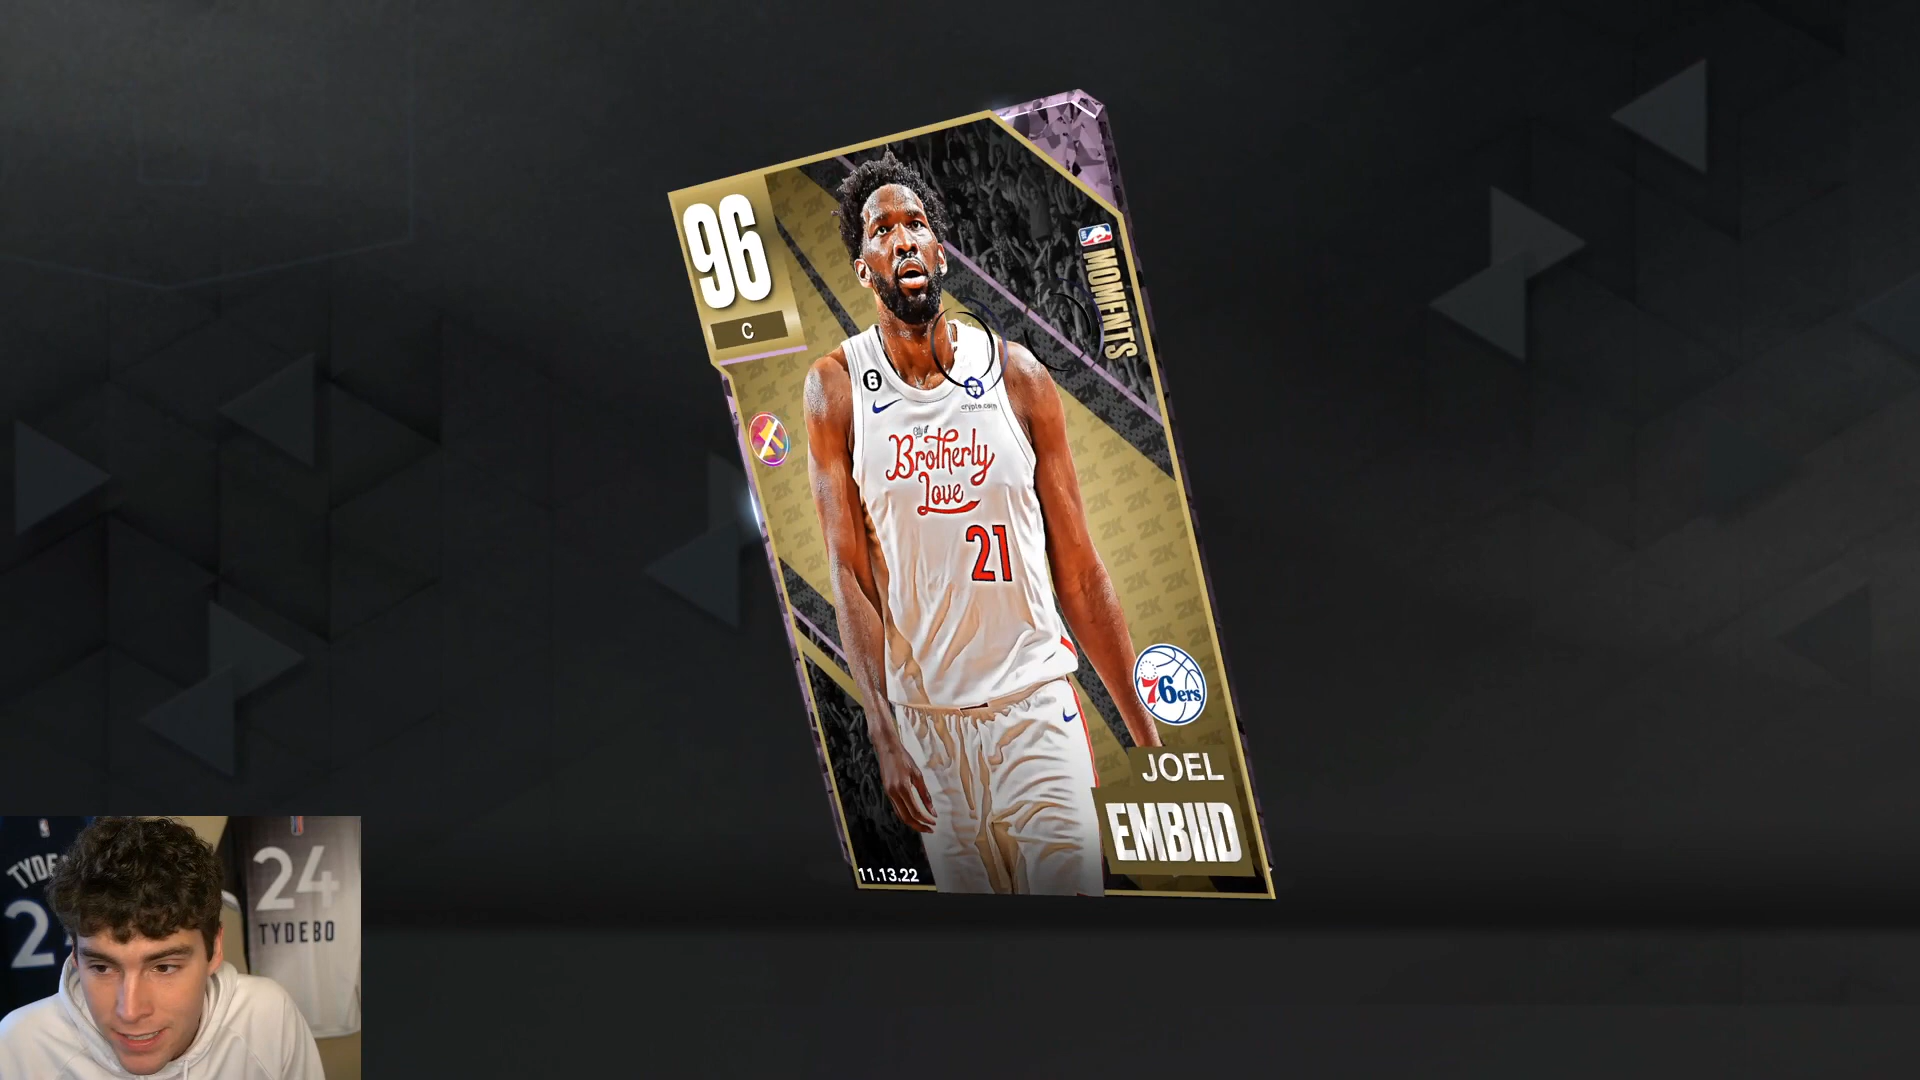 96
C
MOMENTS
6
crypto.com
City of
Brotherly
Love
21
76ers
JOEL
EMBIID
11.13.22
TYDE
2
24
TYDEBO